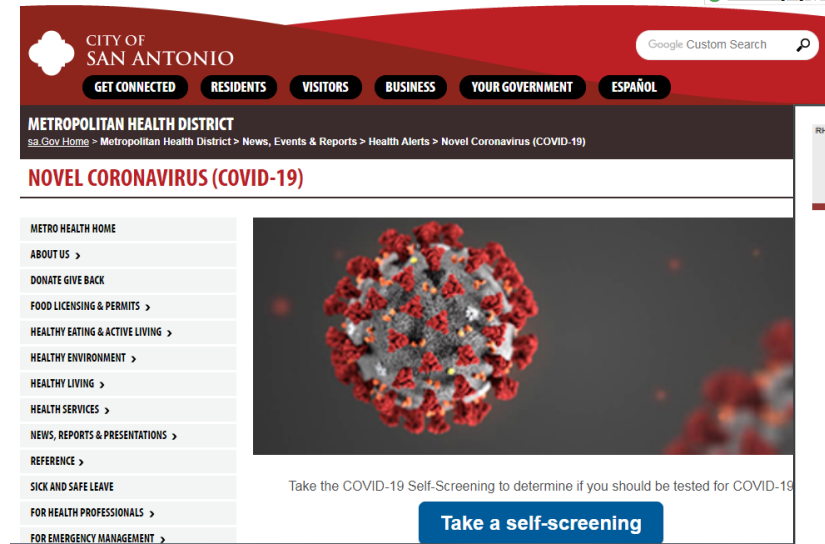 CITY OF
SAN ANTONIO
Google Custom Search
GET CONNECTED RESIDENTS VISITORS BUSINESS YOUR GOVERNMENT ESPAÑOL
METROPOLITAN HEALTH DISTRICT
sa.Gov Home > Metropolitan Health District > News, Events & Reports > Health Alerts > Novel Coronavirus (COVID-19)
NOVEL CORONAVIRUS (COVID-19)
METRO HEALTH HOME
ABOUT US >
DONATE GIVE BACK
FOOD LICENSING & PERMITS >
HEALTHY EATING & ACTIVE LIVING >
HEALTHY ENVIRONMENT >
HEALTHY LIVING >
HEALTH SERVICES >
NEWS, REPORTS & PRESENTATIONS >
REFERENCE >
SICK AND SAFE LEAVE
FOR HEALTH PROFESSIONALS >
FOR EMERGENCY MANAGEMENT >
Take the COVID-19 Self-Screening to determine if you should be tested for COVID-19
Take a self-screening